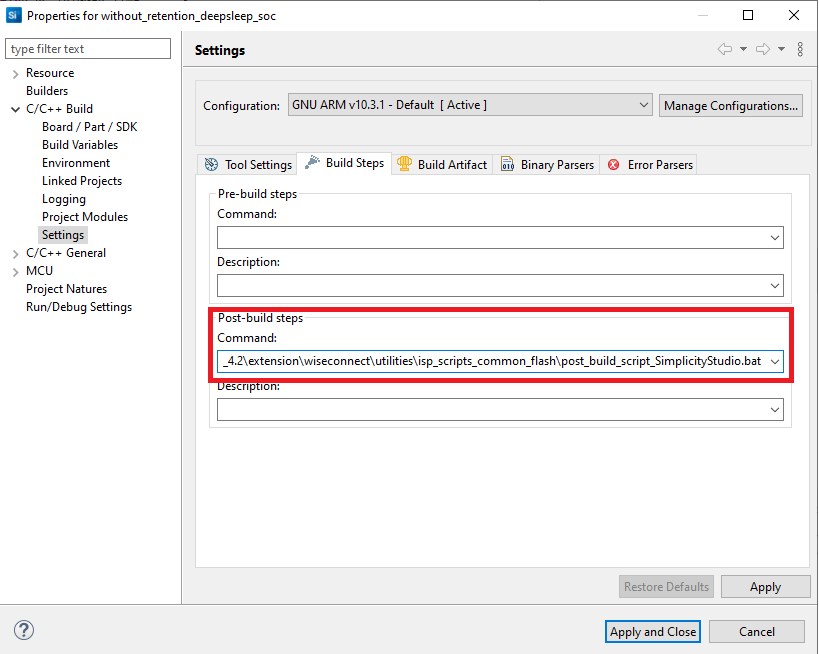 Si Properties for without_retention_deepsleep_soc
type filter text
Resource
Builders
C/C++ Build
Board / Part / SDK
Build Variables
Environment
Linked Projects
Logging
Project Modules
Settings
C/C++ General
MCU
Project Natures
Run/Debug Settings
Settings
Configuration: GNU ARM v10.3.1 - Default [ Active ] Manage Configurations...
Tool Settings Build Steps Build Artifact 010 Binary Parsers Error Parsers
Pre-build steps
Command:
Description:
Post-build steps
Command:
_4.2\extension\wiseconnect\utilities\isp_scripts_common_flash\post_build_script_SimplicityStudio.bat
Description:
Restore Defaults Apply
? Apply and Close Cancel